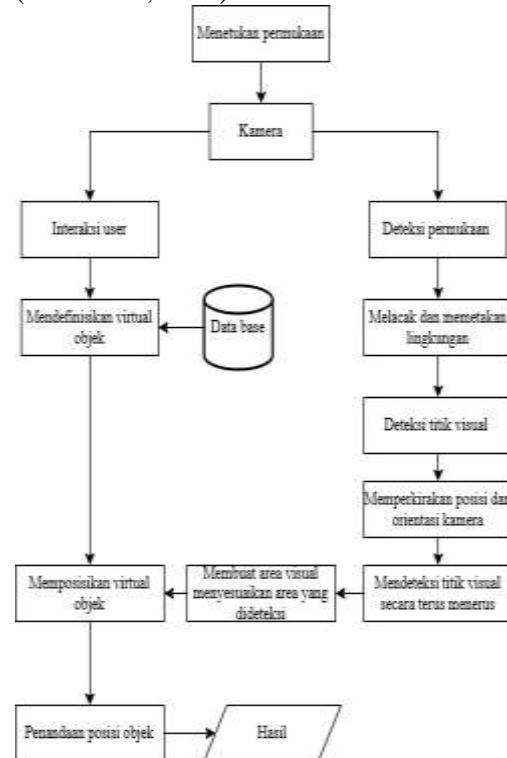 Menetukan permukaan
Kamera
Interaksi user
Deteksi permukaan
Mendefinisikan virtual
objek
Data base
Melacak dan memetakan
lingkungan
Deteksi titik visual
Memperkirakan posisi dan
orientasi kamera
Memposisikan virtual
objek
Membuat area visual
menyesuaikan area yang
dideteksi
Mendeteksi titik visual
secara terus menerus
Penandaan posisi objek
Hasil